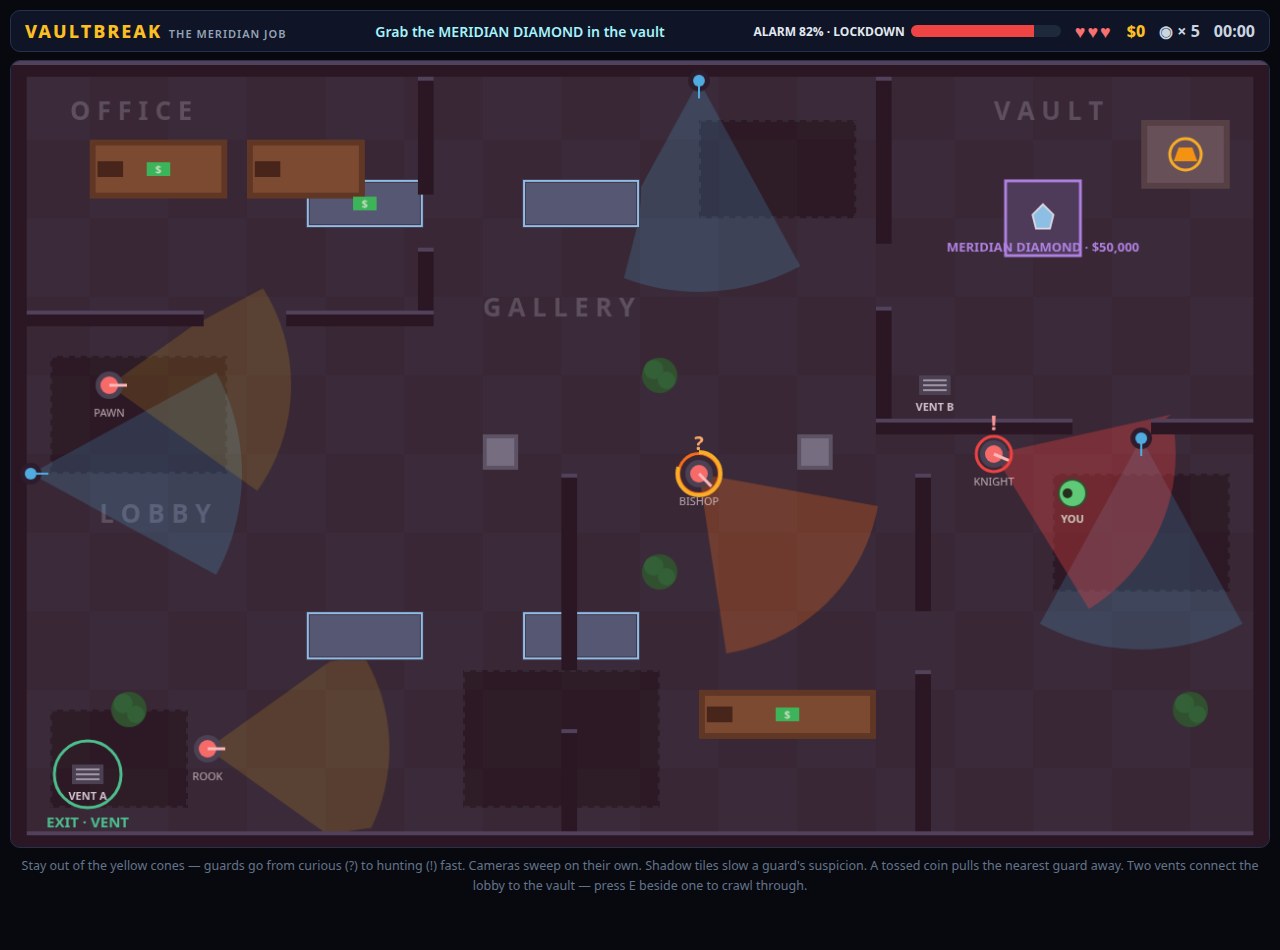 VAULTBREAK THE MERIDIAN JOB
Grab the MERIDIAN DIAMOND in the vault
ALARM 82% · LOCKDOWN
♥♥♥ $0 ◉ × 5 00:00
OFFICE
VAULT
$
$
MERIDIAN DIAMOND · $50,000
GALLERY
PAWN
VENT B
!
?
KNIGHT
BISHOP
LOBBY
YOU
$
ROOK
VENT A
EXIT · VENT
Stay out of the yellow cones — guards go from curious (?) to hunting (!) fast. Cameras sweep on their own. Shadow tiles slow a guard's suspicion. A tossed coin pulls the nearest guard away. Two vents connect the
lobby to the vault — press E beside one to crawl through.